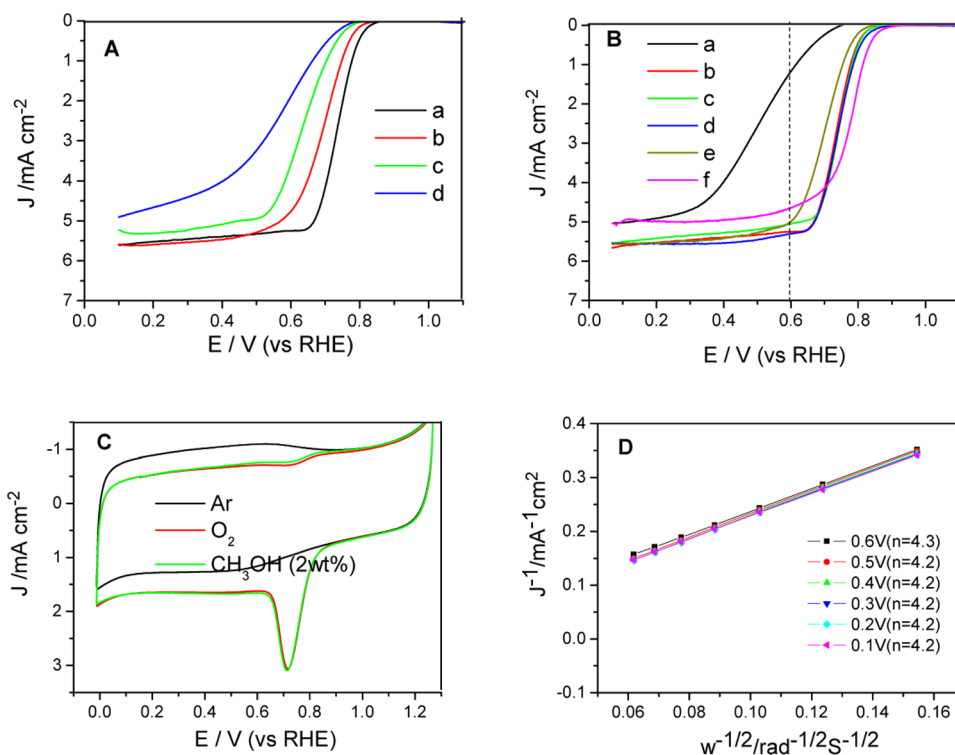 A
0
1
2
3
4
5
6
7
J /mA cm-2
a
b
c
d
0.0 0.2 0.4 0.6 0.8 1.0
E / V (vs RHE)
B
0
1
2
3
4
5
6
7
J /mA cm-2
a
b
c
d
e
f
0.0 0.2 0.4 0.6 0.8 1.0
E / V (vs RHE)
C
-1
0
1
2
3
J /mA cm-2
Ar
O2
CH3OH (2wt%)
0.0 0.2 0.4 0.6 0.8 1.0 1.2
E / V (vs RHE)
D
0.4
0.3
0.2
0.1
0.0
-0.1
J-1/mA-1cm2
0.6V(n=4.3)
0.5V(n=4.2)
0.4V(n=4.2)
0.3V(n=4.2)
0.2V(n=4.2)
0.1V(n=4.2)
0.06 0.08 0.10 0.12 0.14 0.16
w-1/2/rad-1/2S-1/2